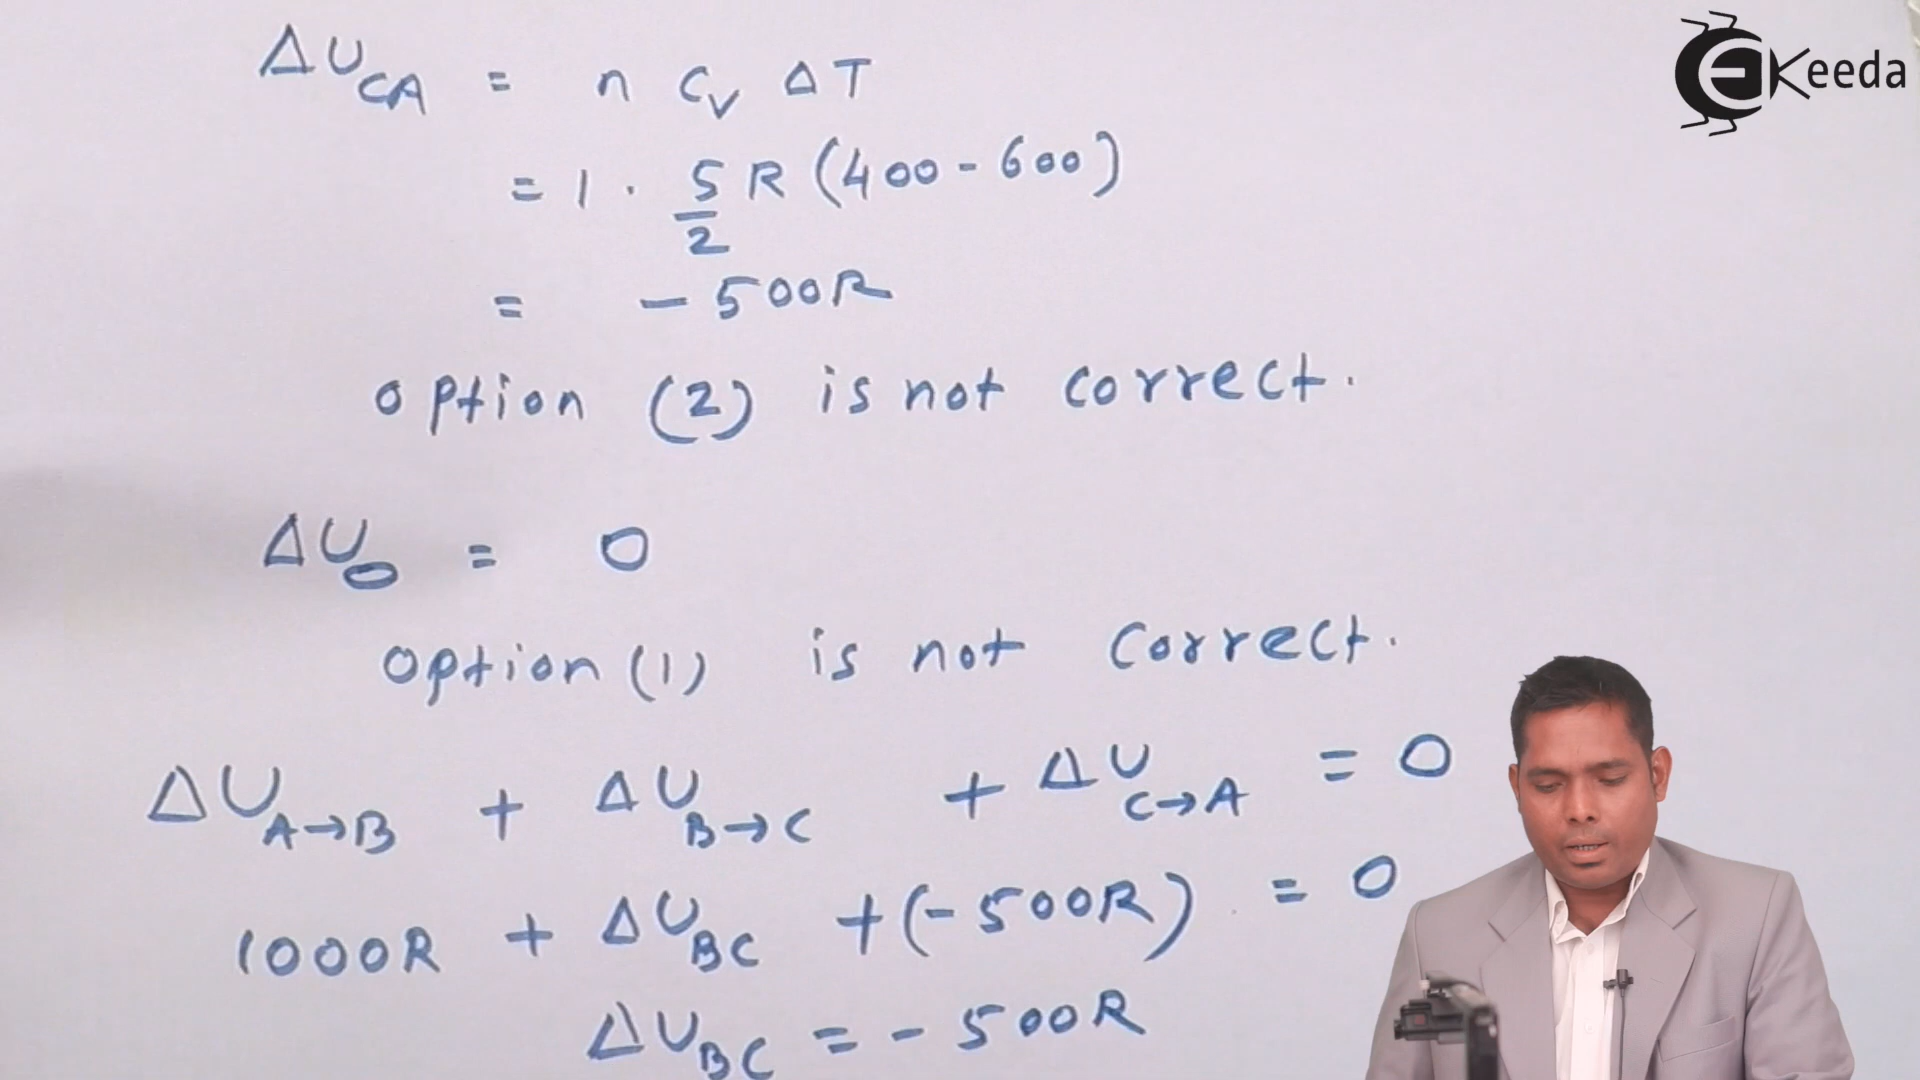 EKeeda
ΔU_CA = n C_V ΔT
= 1 · 5/2 R (400 - 600)
= - 500R
option (2) is not correct.
ΔU_O = 0
option (1) is not correct.
ΔU_A→B + ΔU_B→C + ΔU_C→A = 0
1000R + ΔU_BC + (- 500R) = 0
ΔU_BC = - 500R